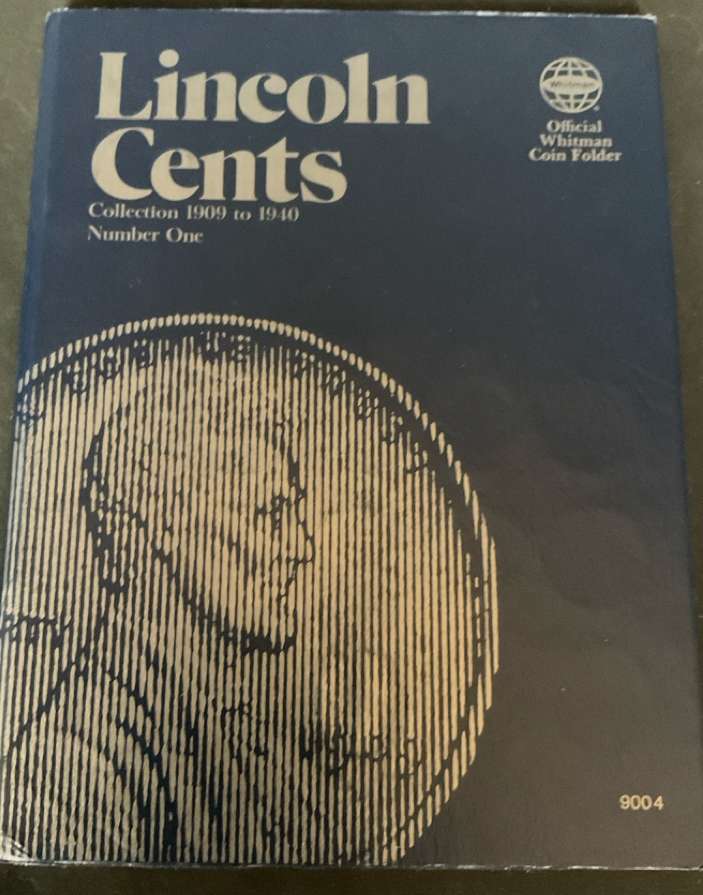 Lincoln
Cents
Collection 1909 to 1940
Number One
Whitman
Official
Whitman
Coin Folder
9004